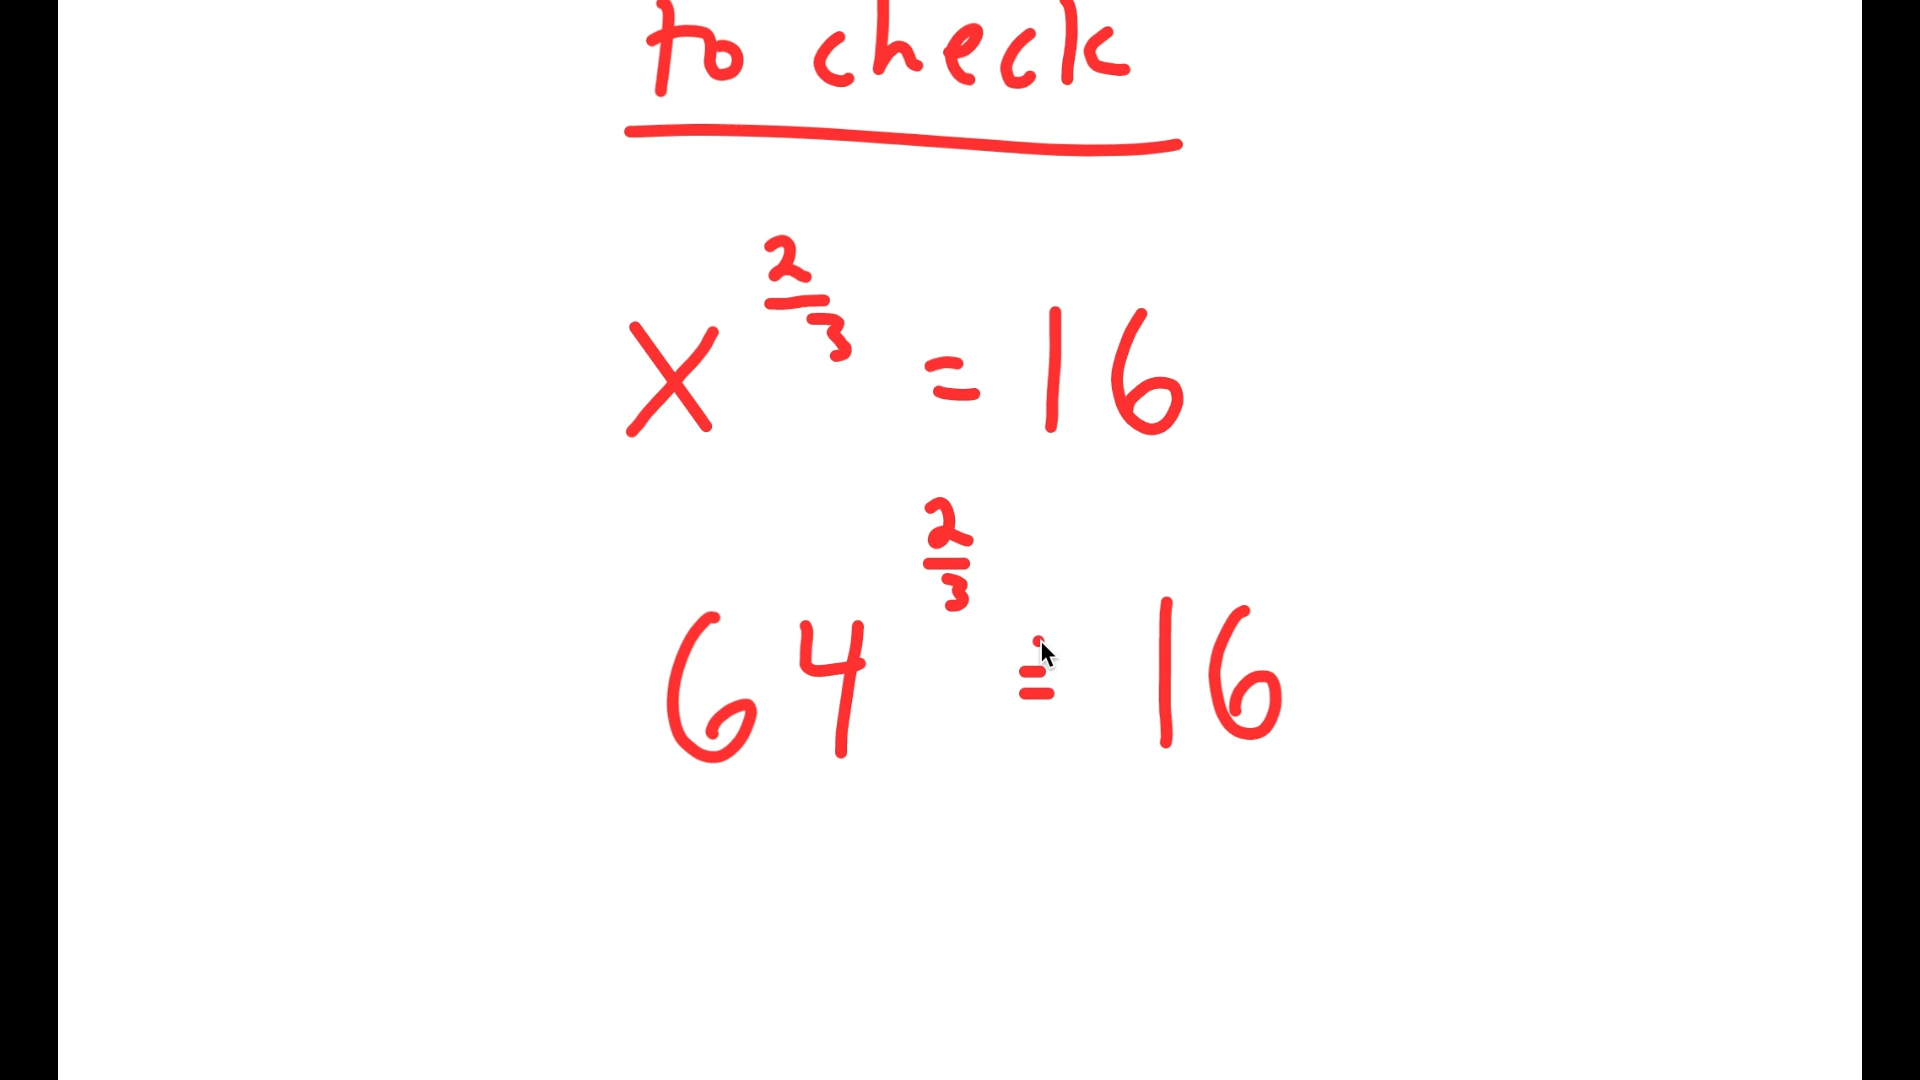 to check
x^{2/3} = 16
64^{2/3} = 16